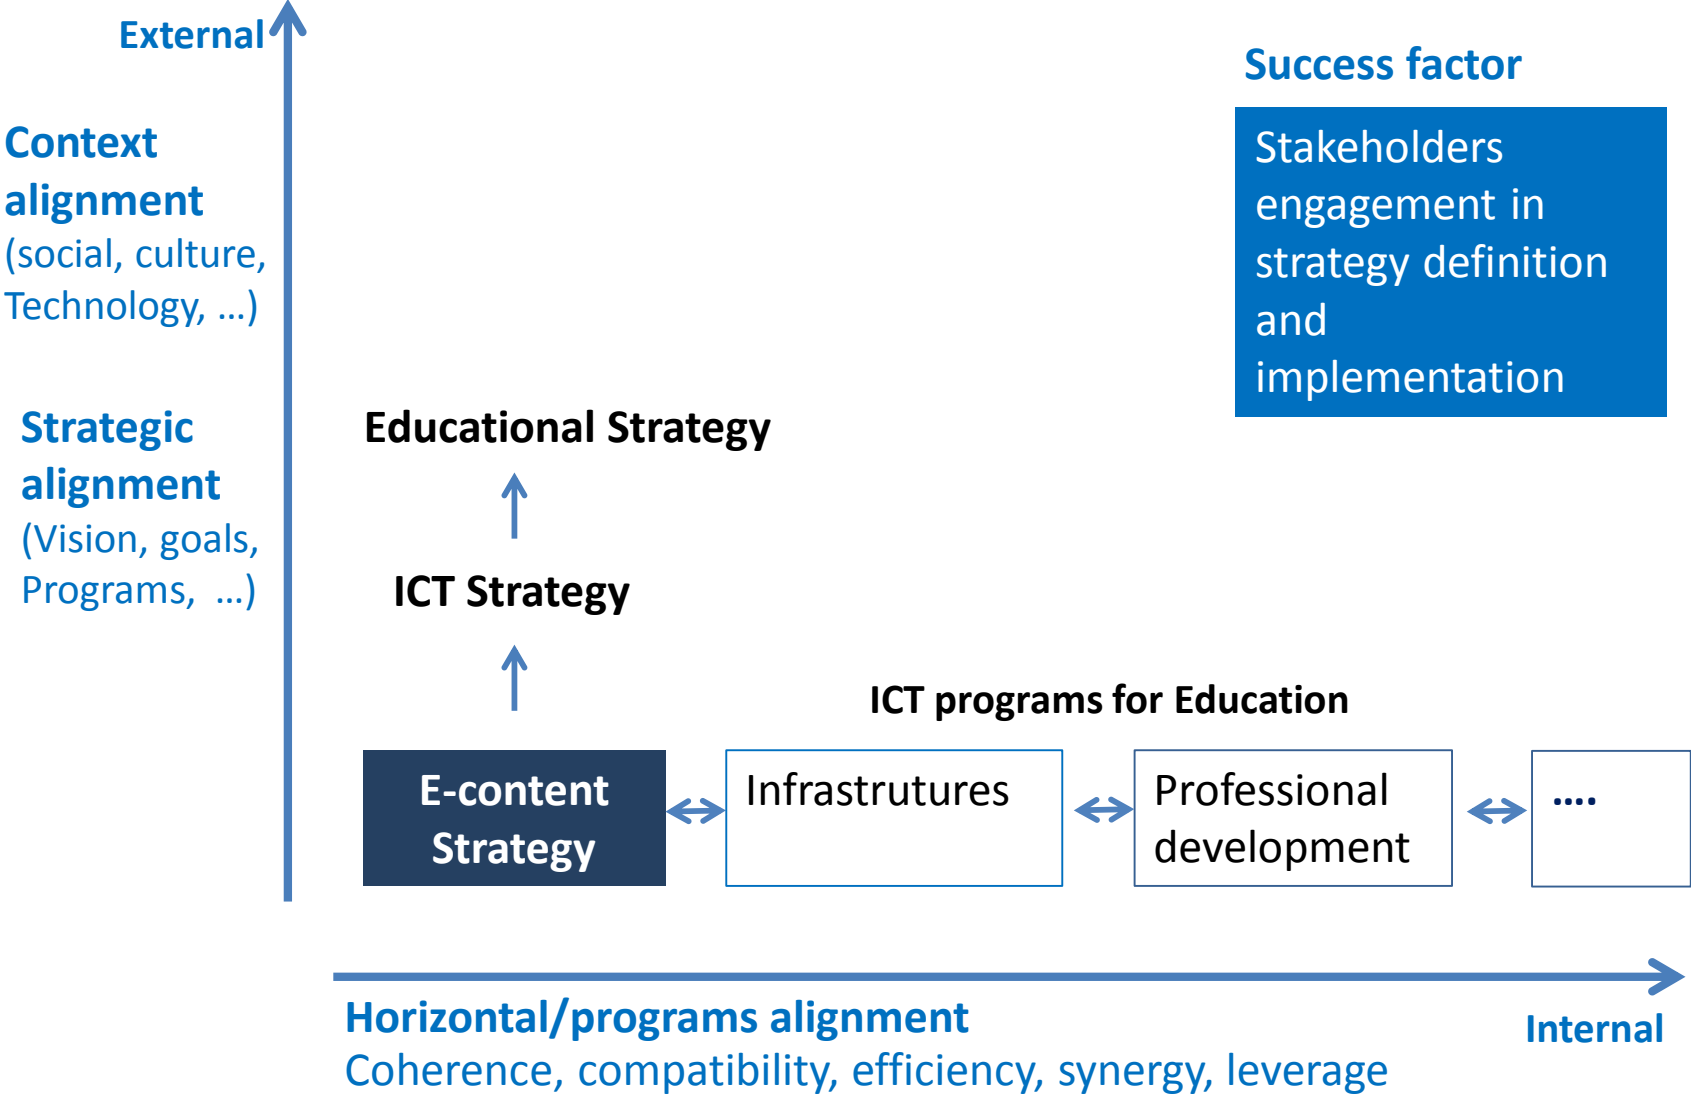 External
Context
alignment
(social, culture,
Technology, ...)
Strategic
alignment
(Vision, goals,
Programs, ...)
Success factor
Stakeholders
engagement in
strategy definition
and
implementation
Educational Strategy
ICT Strategy
ICT programs for Education
E-content
Strategy
Infrastrutures
Professional
development
....
Horizontal/programs alignment
Coherence, compatibility, efficiency, synergy, leverage
Internal